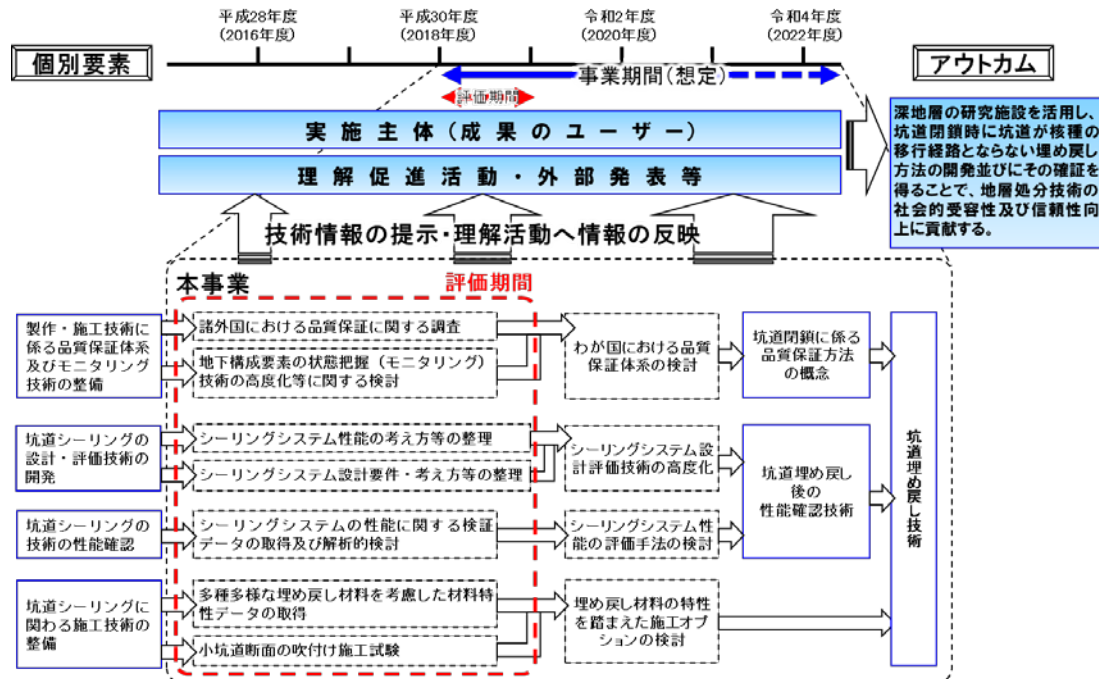 平成28年度
(2016年度)
平成30年度
(2018年度)
令和2年度
(2020年度)
令和4年度
(2022年度)
個別要素
事業期間(想定)
評価期間
アウトカム
実施主体(成果のユーザー)
理解促進活動・外部発表等
深地層の研究施設を活用し、
坑道閉鎖時に坑道が核種の
移行経路とならない埋め戻し
方法の開発並びにその確証を
得ることで、地層処分技術の
社会的受容性及び信頼性向
上に貢献する。
技術情報の提示・理解活動へ情報の反映
本事業
評価期間
製作・施工技術に
係る品質保証体系
及びモニタリング
技術の整備
諸外国における品質保証に関する調査
地下構成要素の状態把握(モニタリング)
技術の高度化等に関する検討
わが国における品質
保証体系の検討
坑道閉鎖に係る
品質保証方法
の概念
坑道シーリングの
設計・評価技術の
開発
シーリングシステム性能の考え方等の整理
シーリングシステム設計要件・考え方等の整理
シーリングシステム設
計評価技術の高度化
坑道埋め戻し
後の
性能確認技術
坑道シーリングの
技術の性能確認
シーリングシステムの性能に関する検証
データの取得及び解析的検討
シーリングシステム性
能の評価手法の検討
坑道シーリングに
関わる施工技術の
整備
多種多様な埋め戻し材料を考慮した材料特
性データの取得
小坑道断面の吹付け施工試験
埋め戻し材料の特性
を踏まえた施工オプ
ションの検討
坑道埋め戻し技術